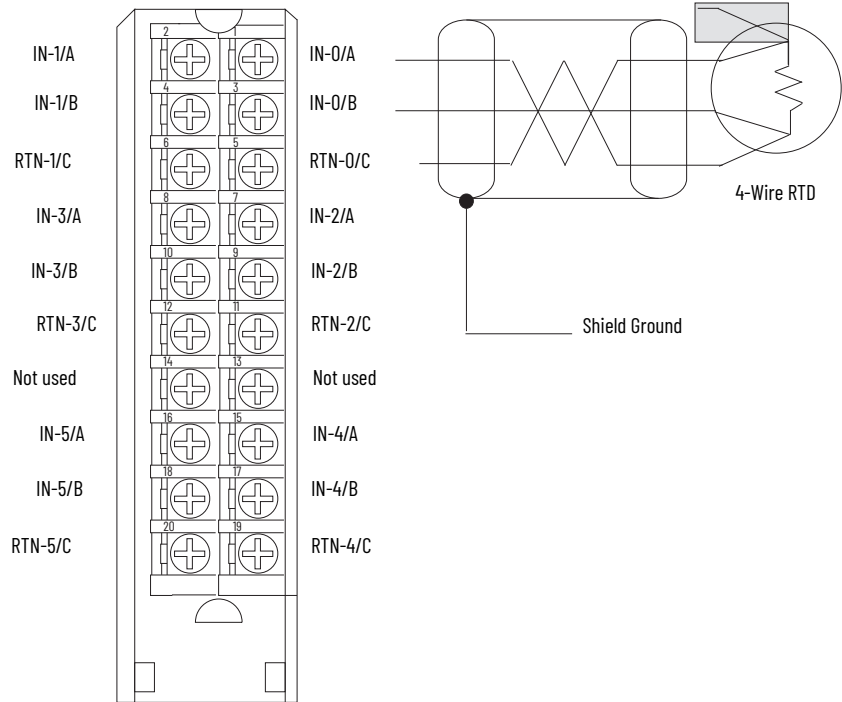 2 1
IN-1/A IN-0/A
4 3
IN-1/B IN-0/B
6 5
RTN-1/C RTN-0/C
4-Wire RTD
8 7
IN-3/A IN-2/A
10 9
IN-3/B IN-2/B
12 11
RTN-3/C RTN-2/C
Shield Ground
14 13
Not used Not used
16 15
IN-5/A IN-4/A
18 17
IN-5/B IN-4/B
20 19
RTN-5/C RTN-4/C